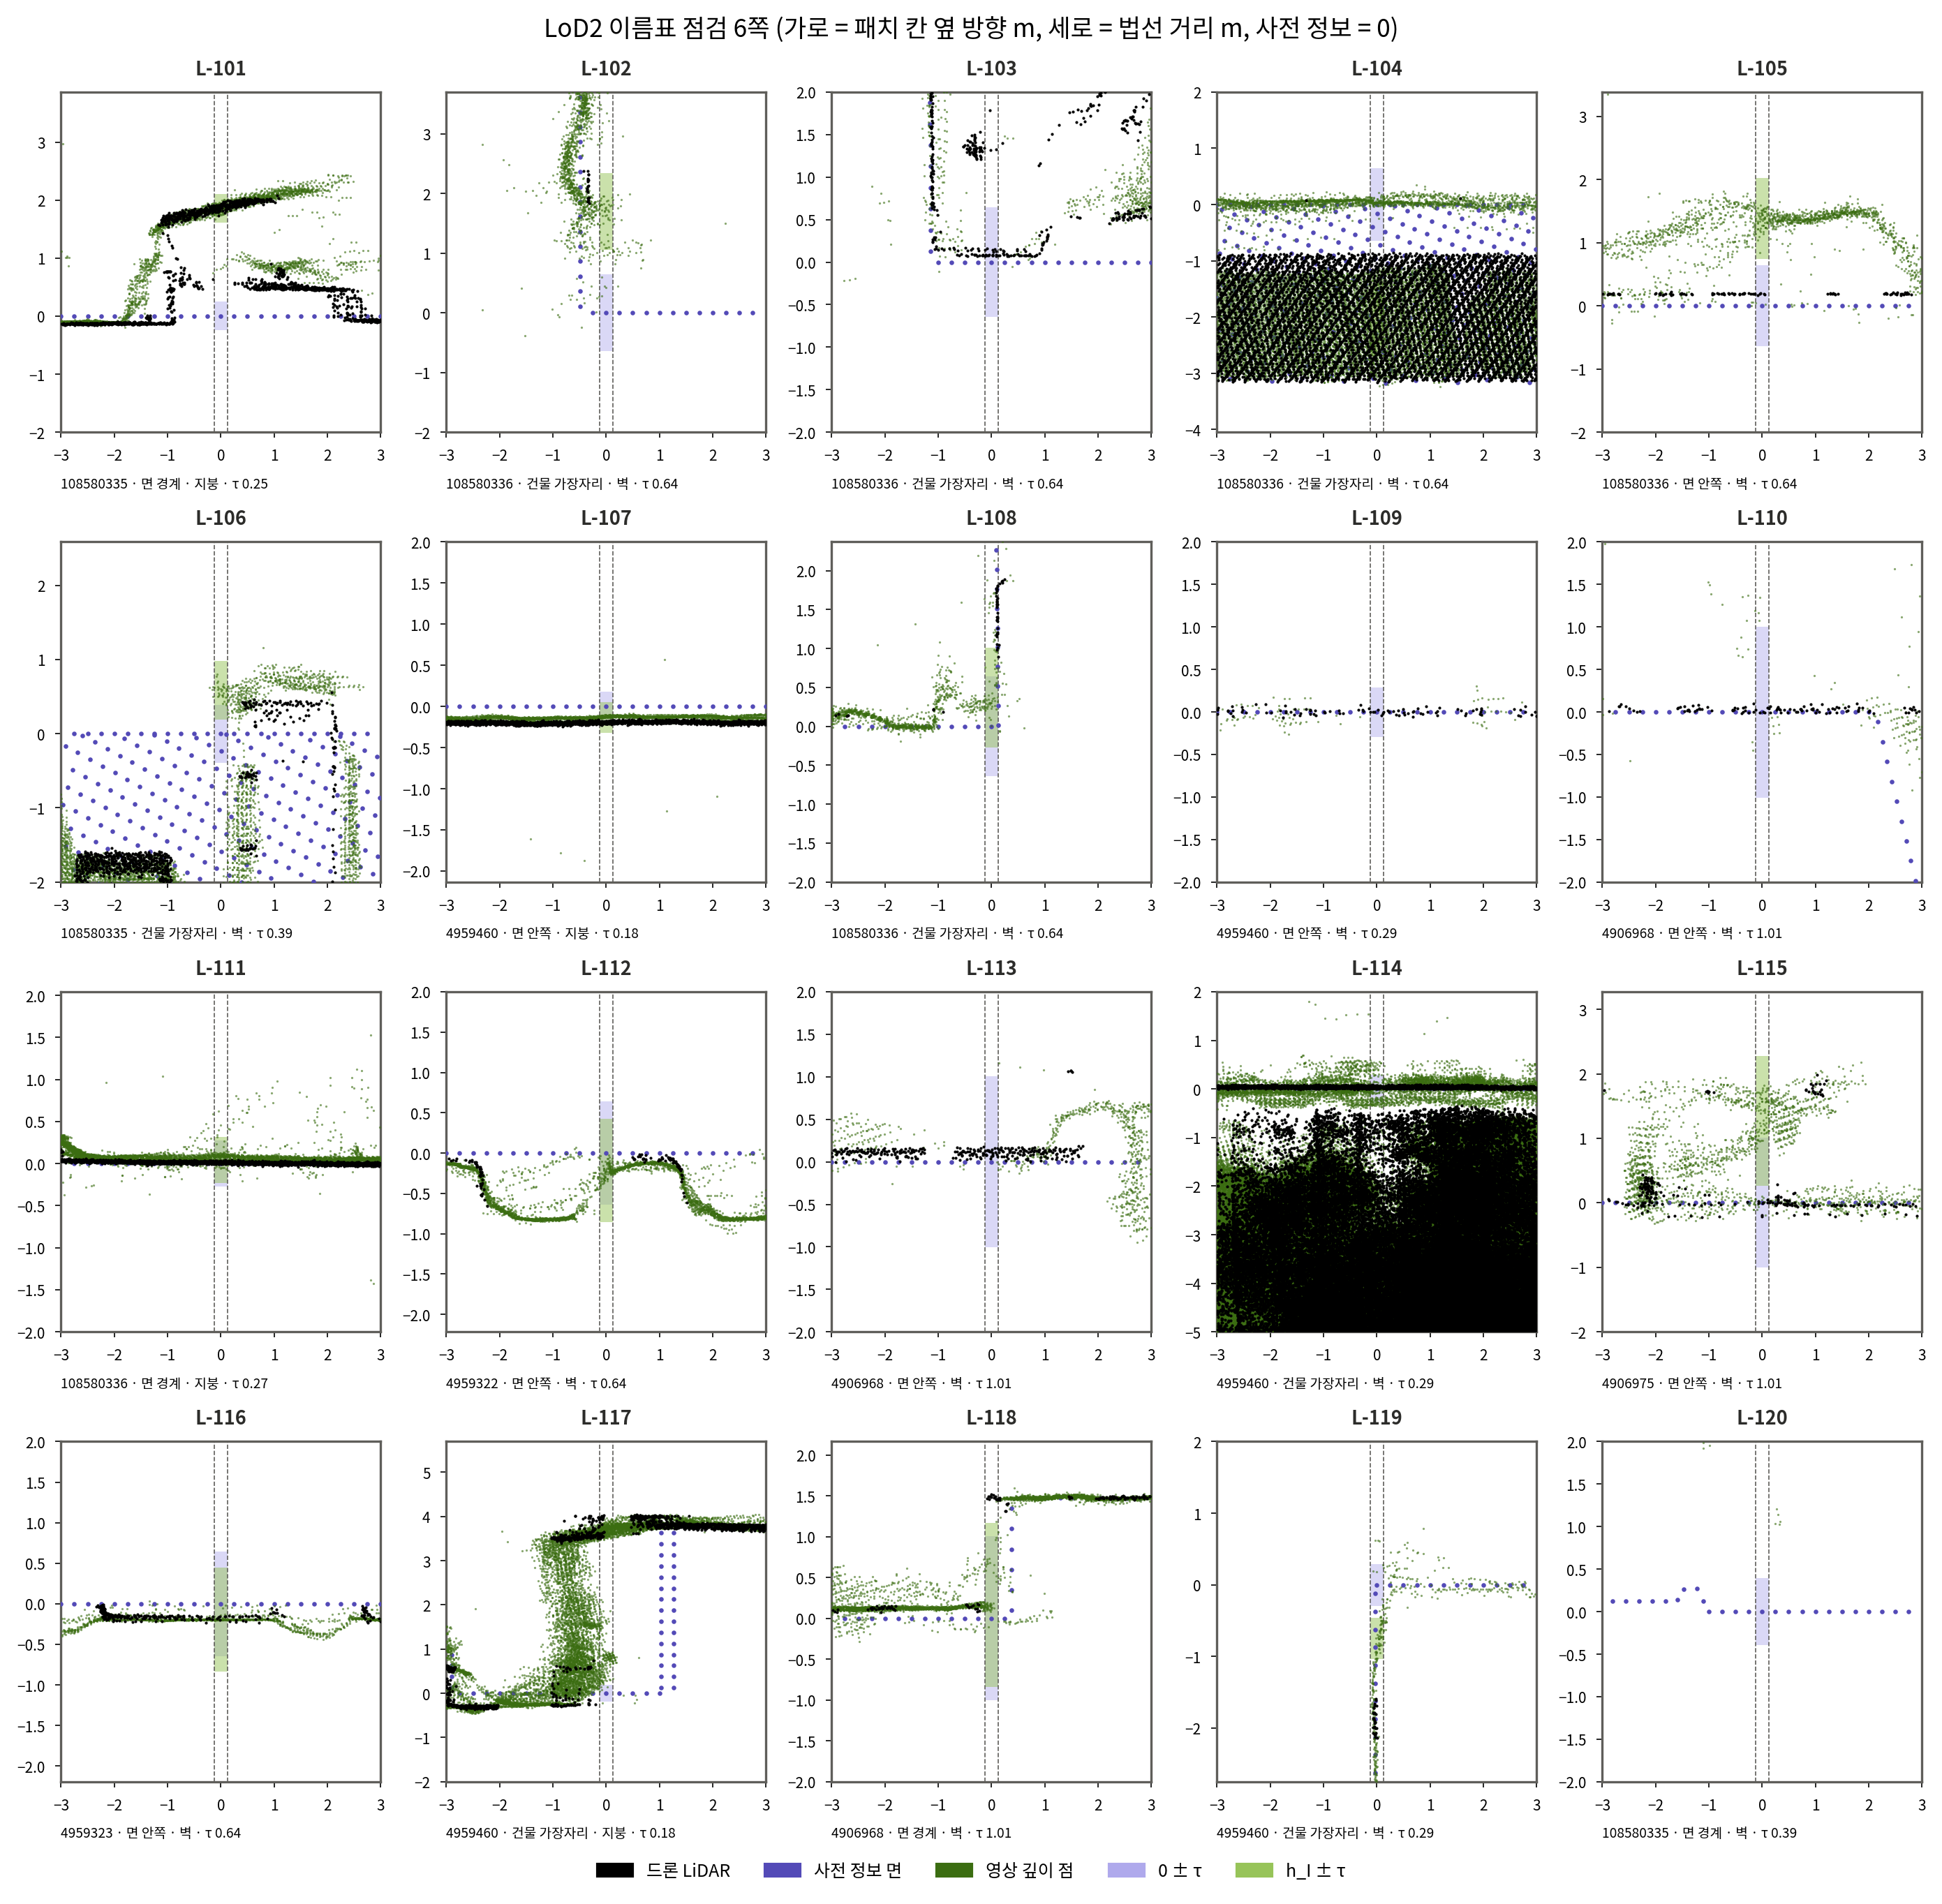 LoD2 이름표 점검 6쪽 (가로 = 패치 칸 옆 방향 m, 세로 = 법선 거리 m, 사전 정보 = 0)
L-101 L-102 L-103 L-104 L-105
108580335 · 면 경계 · 지붕 · τ 0.25
108580336 · 건물 가장자리 · 벽 · τ 0.64
108580336 · 건물 가장자리 · 벽 · τ 0.64
108580336 · 건물 가장자리 · 벽 · τ 0.64
108580336 · 면 안쪽 · 벽 · τ 0.64
L-106 L-107 L-108 L-109 L-110
108580335 · 건물 가장자리 · 벽 · τ 0.39
4959460 · 면 안쪽 · 지붕 · τ 0.18
108580336 · 건물 가장자리 · 벽 · τ 0.64
4959460 · 면 안쪽 · 벽 · τ 0.29
4906968 · 면 안쪽 · 벽 · τ 1.01
L-111 L-112 L-113 L-114 L-115
108580336 · 면 경계 · 지붕 · τ 0.27
4959322 · 면 안쪽 · 벽 · τ 0.64
4906968 · 면 안쪽 · 벽 · τ 1.01
4959460 · 건물 가장자리 · 벽 · τ 0.29
4906975 · 면 안쪽 · 벽 · τ 1.01
L-116 L-117 L-118 L-119 L-120
4959323 · 면 안쪽 · 벽 · τ 0.64
4959460 · 건물 가장자리 · 지붕 · τ 0.18
4906968 · 면 경계 · 벽 · τ 1.01
4959460 · 건물 가장자리 · 벽 · τ 0.29
108580335 · 면 경계 · 벽 · τ 0.39
드론 LiDAR 사전 정보 면 영상 깊이 점 0 ± τ h_I ± τ